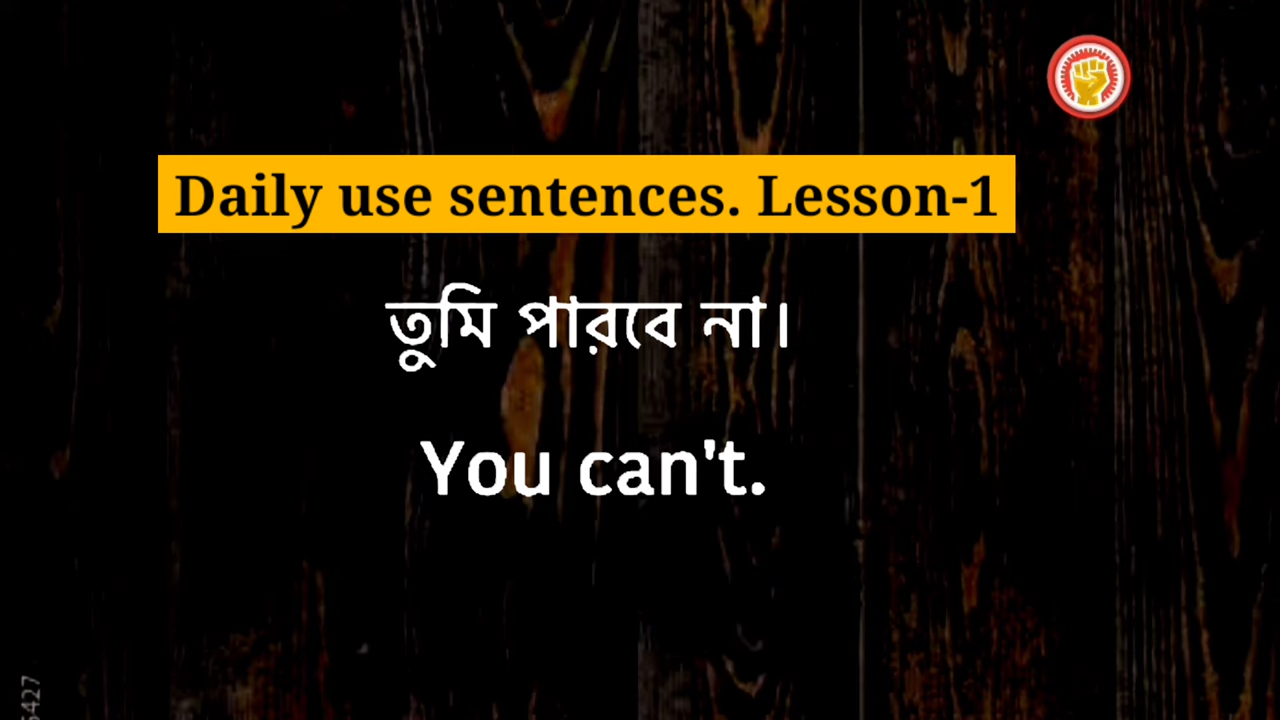 Daily use sentences. Lesson-1
তুমি পারবে না।
You can't.